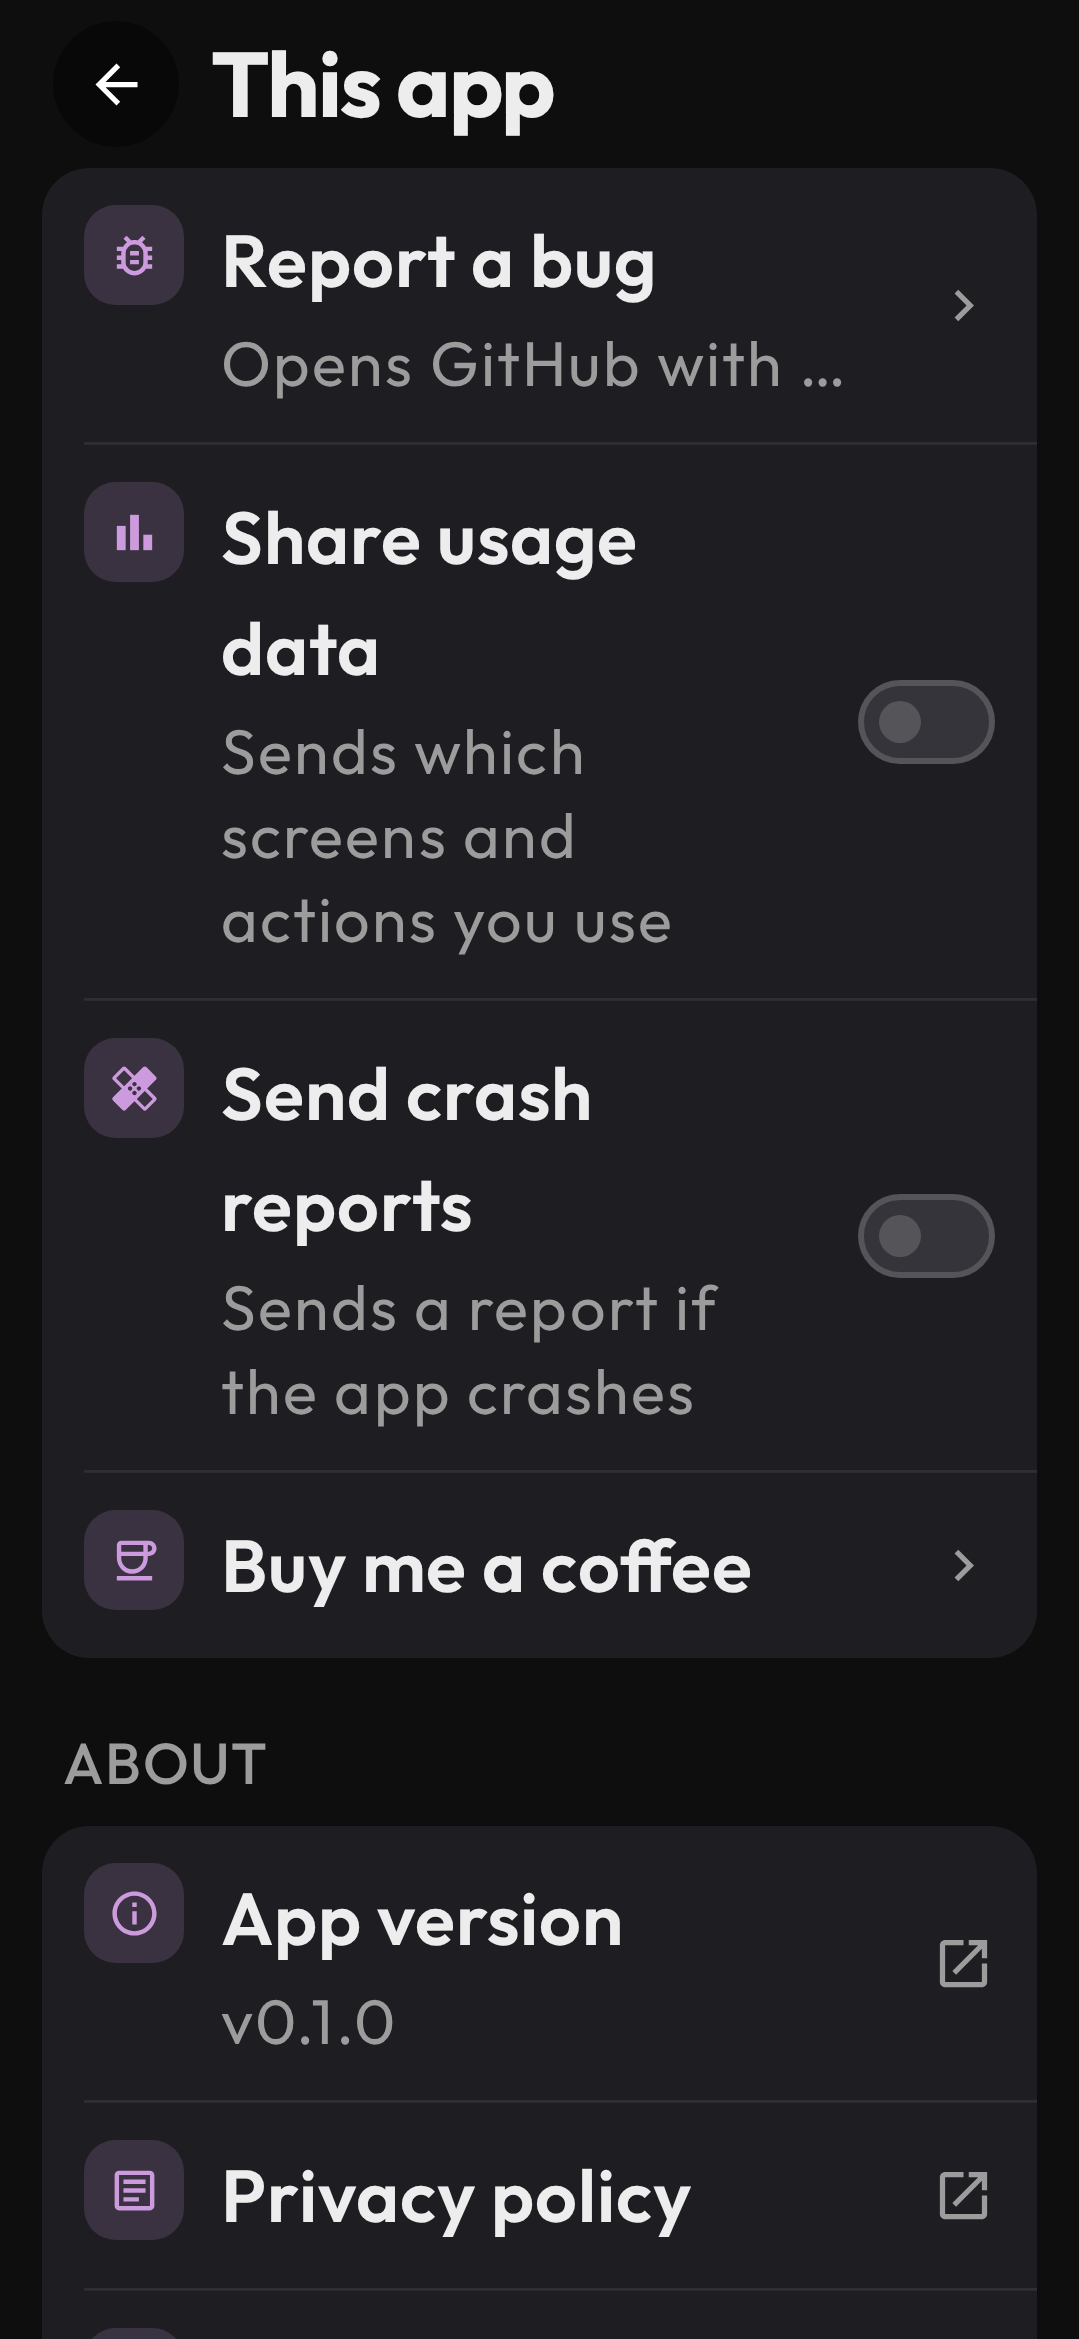 This app
Report a bug
Opens GitHub with ...
Share usage
data
Sends which
screens and
actions you use
Send crash
reports
Sends a report if
the app crashes
Buy me a coffee
ABOUT
App version
v0.1.0
Privacy policy